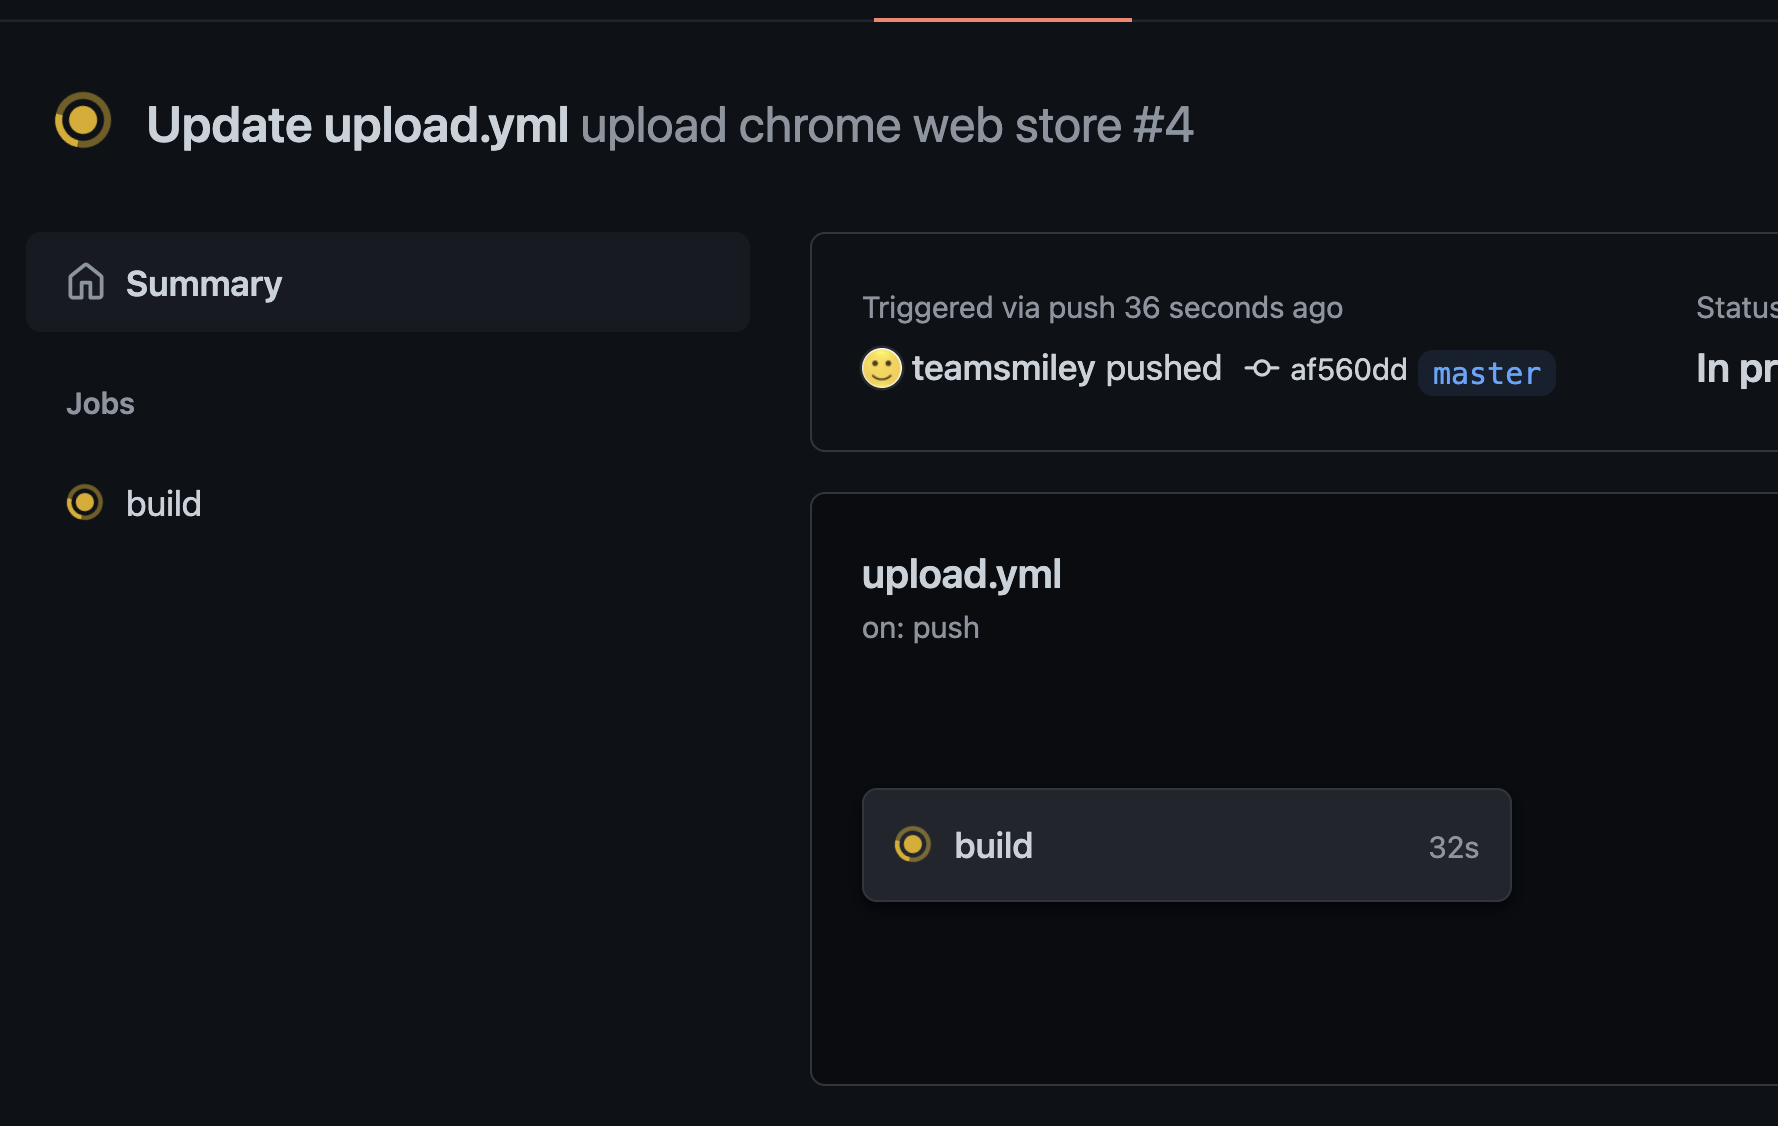 Update upload.yml upload chrome web store #4
Summary
Jobs
build
Triggered via push 36 seconds ago
teamsmiley pushed af560dd master
Status
In pr
upload.yml
on: push
build 32s